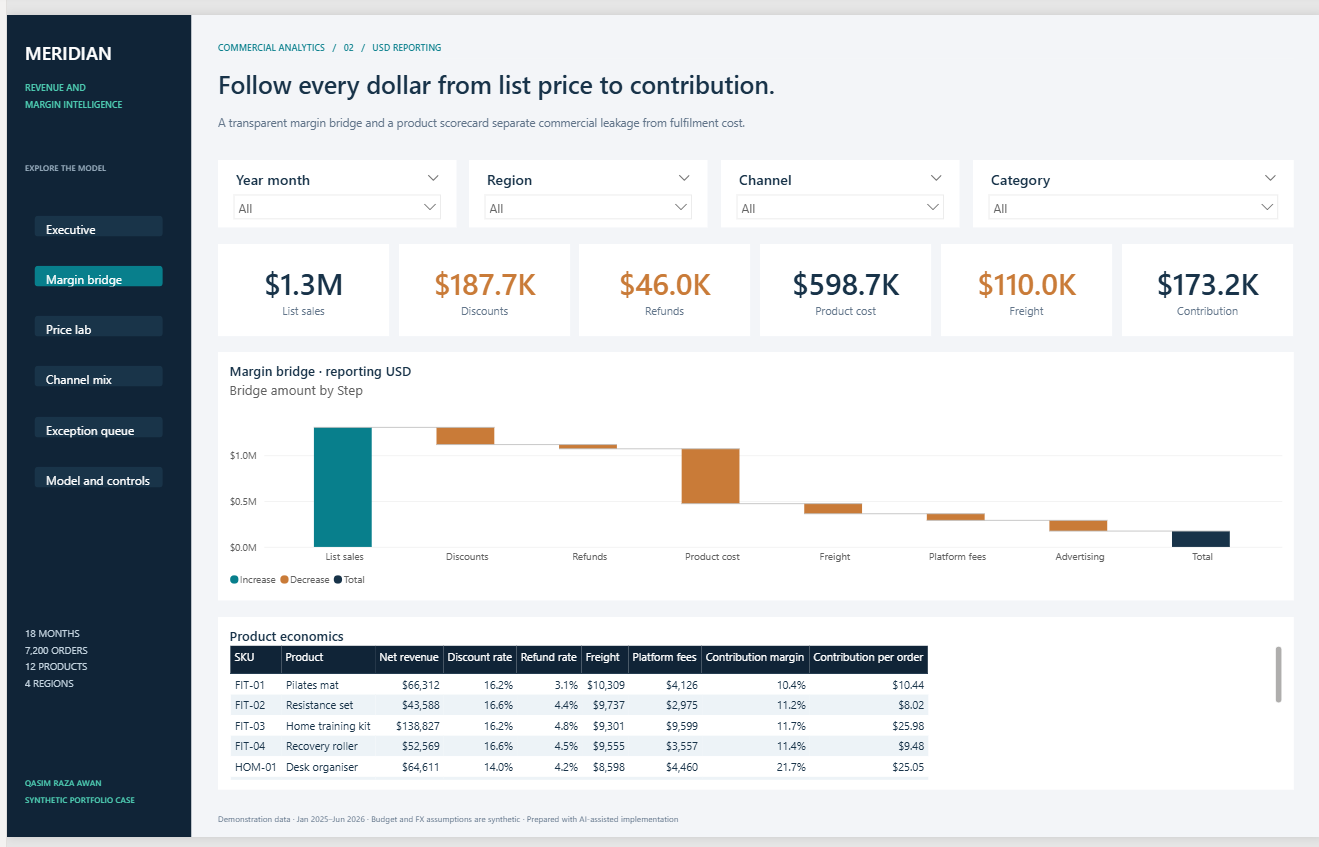 MERIDIAN
REVENUE AND
MARGIN INTELLIGENCE
EXPLORE THE MODEL
Executive
Margin bridge
Price lab
Channel mix
Exception queue
Model and controls
18 MONTHS
7,200 ORDERS
12 PRODUCTS
4 REGIONS
QASIM RAZA AWAN
SYNTHETIC PORTFOLIO CASE
COMMERCIAL ANALYTICS / 02 / USD REPORTING
Follow every dollar from list price to contribution.
A transparent margin bridge and a product scorecard separate commercial leakage from fulfilment cost.
Year month Region Channel Category
All All All All
$1.3M $187.7K $46.0K $598.7K $110.0K $173.2K
List sales Discounts Refunds Product cost Freight Contribution
Margin bridge · reporting USD
Bridge amount by Step
$1.0M
$0.5M
$0.0M
List sales Discounts Refunds Product cost Freight Platform fees Advertising Total
Increase Decrease Total
Product economics
SKU Product Net revenue Discount rate Refund rate Freight Platform fees Contribution margin Contribution per order
FIT-01 Pilates mat $66,312 16.2% 3.1% $10,309 $4,126 10.4% $10.44
FIT-02 Resistance set $43,588 16.6% 4.4% $9,737 $2,975 11.2% $8.02
FIT-03 Home training kit $138,827 16.2% 4.8% $9,301 $9,599 11.7% $25.98
FIT-04 Recovery roller $52,569 16.6% 4.5% $9,555 $3,557 11.4% $9.48
HOM-01 Desk organiser $64,611 14.0% 4.2% $8,598 $4,460 21.7% $25.05
Demonstration data · Jan 2025-Jun 2026 · Budget and FX assumptions are synthetic · Prepared with AI-assisted implementation